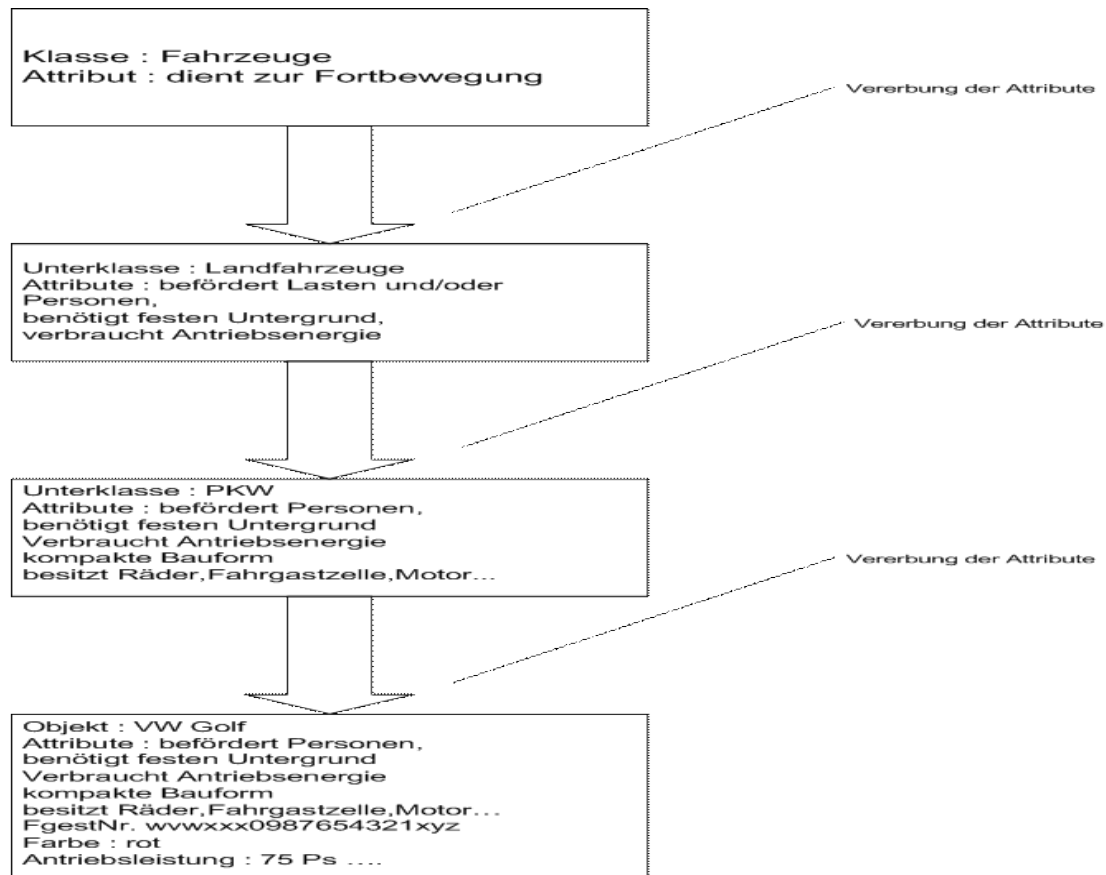 Klasse : Fahrzeuge
Attribut : dient zur Fortbewegung
Vererbung der Attribute
Unterklasse : Landfahrzeuge
Attribute : befördert Lasten und/oder
Personen,
benötigt festen Untergrund,
verbraucht Antriebsenergie
Vererbung der Attribute
Unterklasse : PKW
Attribute : befördert Personen,
benötigt festen Untergrund
Verbraucht Antriebsenergie
kompakte Bauform
besitzt Räder,Fahrgastzelle,Motor...
Vererbung der Attribute
Objekt : VW Golf
Attribute : befördert Personen,
benötigt festen Untergrund
Verbraucht Antriebsenergie
kompakte Bauform
besitzt Räder,Fahrgastzelle,Motor...
FgestNr. wvwxxx0987654321xyz
Farbe : rot
Antriebsleistung : 75 Ps ....